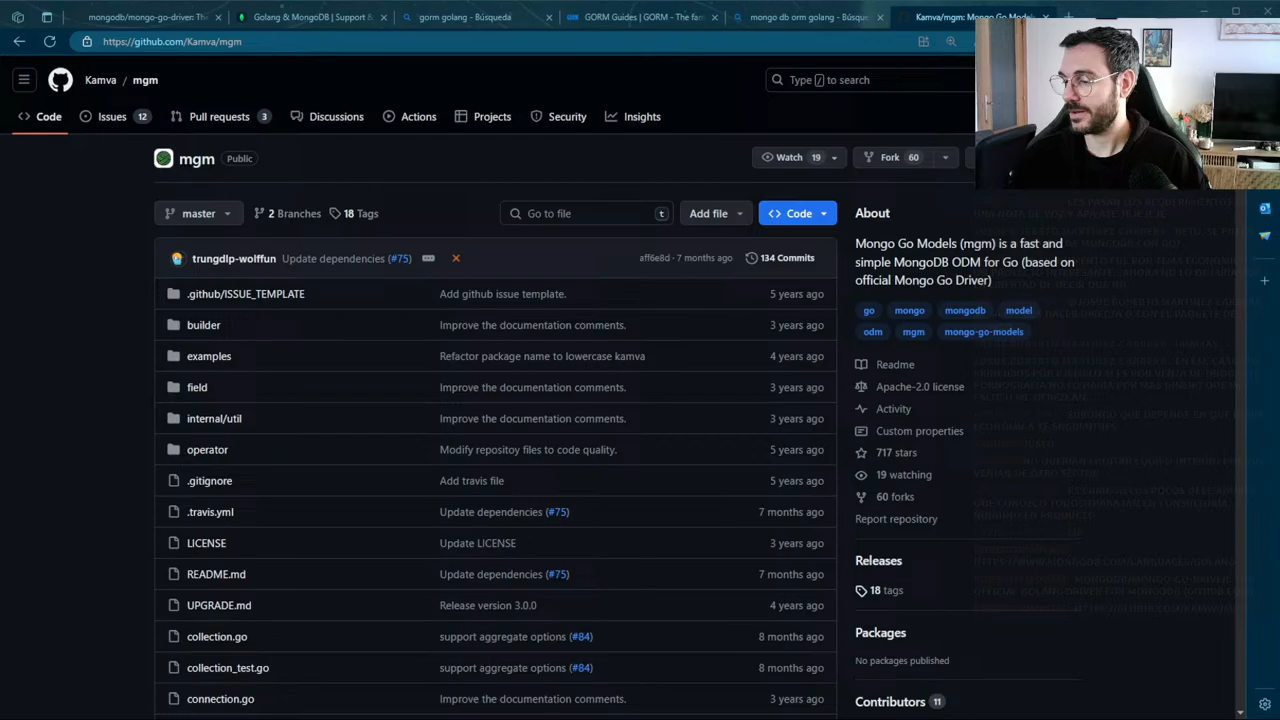 mongodb/mongo-go-driver: The
Golang & MongoDB | Support &
gorm golang - Búsqueda
GORM Guides | GORM - The fan
mongo db orm golang - Búsque
Kamva/mgm: Mongo Go Model
https://github.com/Kamva/mgm
Kamva / mgm
Type / to search
Code
Issues 12
Pull requests 3
Discussions
Actions
Projects
Security
Insights
mgm Public
Watch 19
Fork 60
master
2 Branches
18 Tags
Go to file t
Add file
Code
trungdlp-wolffun Update dependencies (#75) aff6e8d · 7 months ago 134 Commits
.github/ISSUE_TEMPLATE Add github issue template. 5 years ago
builder Improve the documentation comments. 3 years ago
examples Refactor package name to lowercase kamva 4 years ago
field Improve the documentation comments. 3 years ago
internal/util Improve the documentation comments. 3 years ago
operator Modify repositoy files to code quality. 5 years ago
.gitignore Add travis file 5 years ago
.travis.yml Update dependencies (#75) 7 months ago
LICENSE Update LICENSE 3 years ago
README.md Update dependencies (#75) 7 months ago
UPGRADE.md Release version 3.0.0 4 years ago
collection.go support aggregate options (#84) 8 months ago
collection_test.go support aggregate options (#84) 8 months ago
connection.go Improve the documentation comments. 3 years ago
About
Mongo Go Models (mgm) is a fast and
simple MongoDB ODM for Go (based on
official Mongo Go Driver)
go mongo mongodb model
odm mgm mongo-go-models
Readme
Apache-2.0 license
Activity
Custom properties
717 stars
19 watching
60 forks
Report repository
Releases
18 tags
Packages
No packages published
Contributors 11